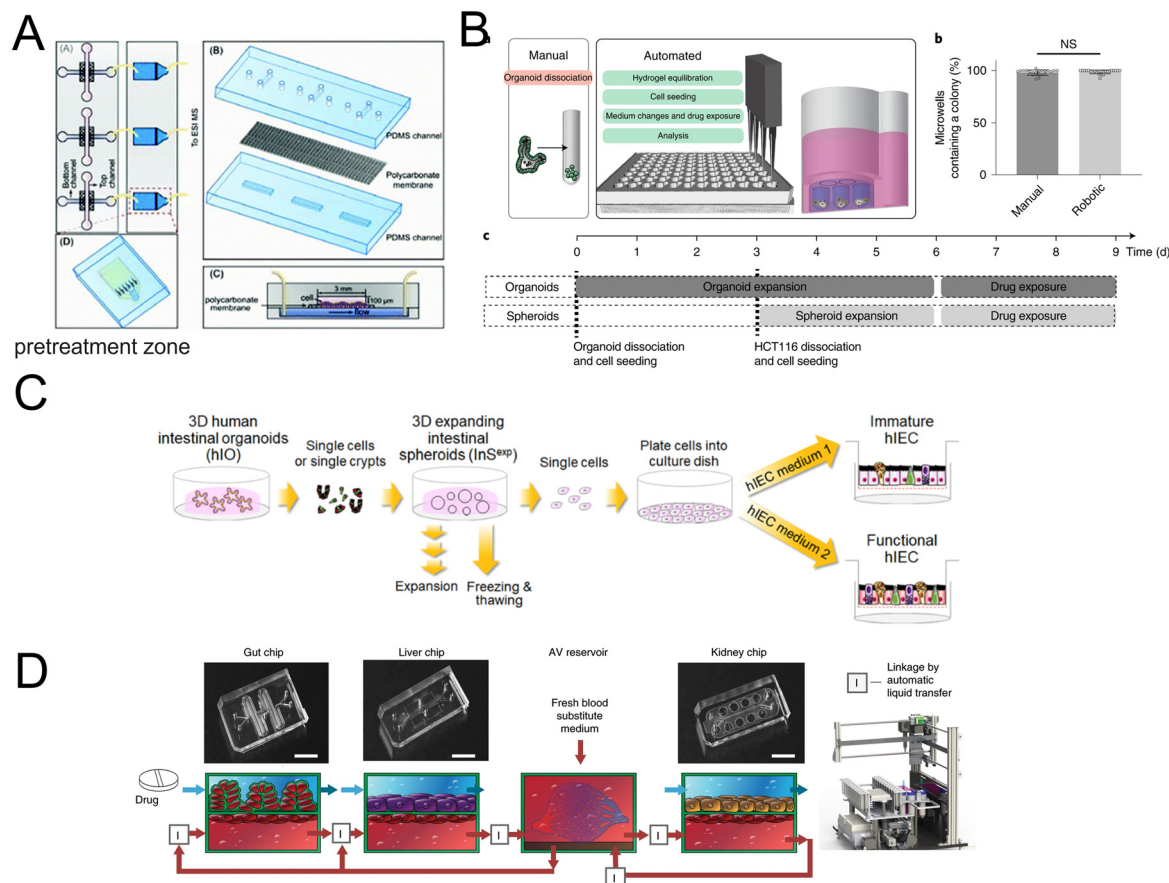 A
(A)
Bottom
channel
Top
channel
To ESI MS
(B)
PDMS channel
Polycarbonate
membrane
PDMS channel
(C)
3 mm
cell
100 μm
polycarbonate
membrane
flow
(D)
pretreatment zone
B
a
Manual
Organoid dissociation
Automated
Hydrogel equilibration
Cell seeding
Medium changes and drug exposure
Analysis
b
NS
Microwells
containing a colony (%)
100
50
0
Manual
Robotic
c
0 1 2 3 4 5 6 7 8 9 Time (d)
Organoids
Organoid expansion
Drug exposure
Spheroids
Spheroid expansion
Drug exposure
Organoid dissociation
and cell seeding
HCT116 dissociation
and cell seeding
C
3D human
intestinal organoids
(hIO)
Single cells
or single crypts
3D expanding
intestinal
spheroids (InSexp)
Single cells
Plate cells into
culture dish
Expansion
Freezing &
thawing
hIEC medium 1
hIEC medium 2
Immature
hIEC
Functional
hIEC
D
Gut chip
Liver chip
AV reservoir
Kidney chip
Fresh blood
substitute
medium
I
Linkage by
automatic
liquid transfer
Drug
I
I
I
I
I